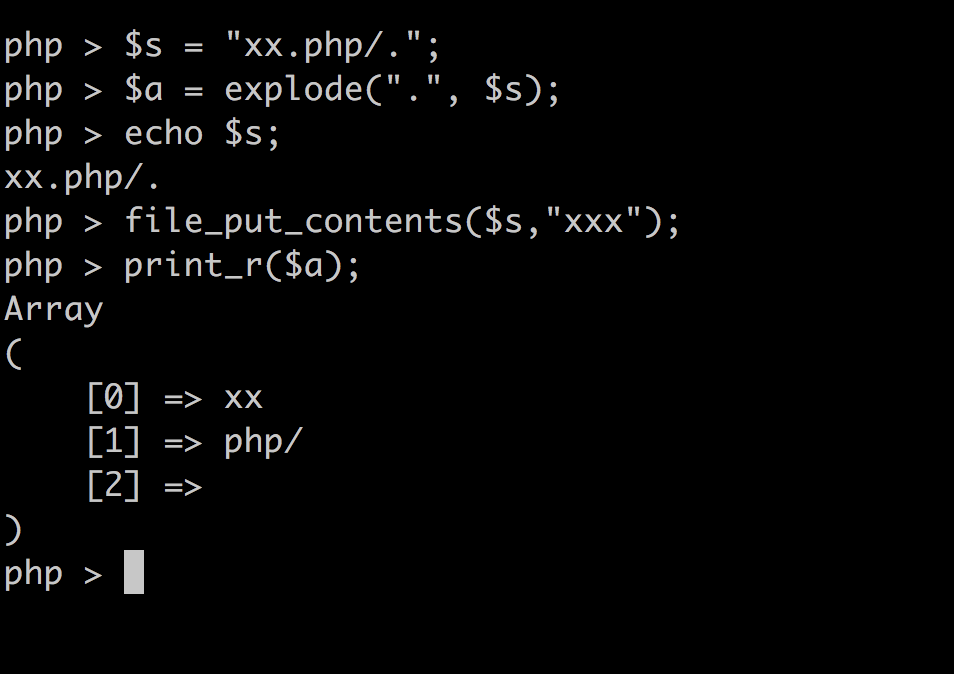 php > $s = "xx.php/.";
php > $a = explode(".", $s);
php > echo $s;
xx.php/.
php > file_put_contents($s,"xxx");
php > print_r($a);
Array
(
    [0] => xx
    [1] => php/
    [2] =>
)
php >